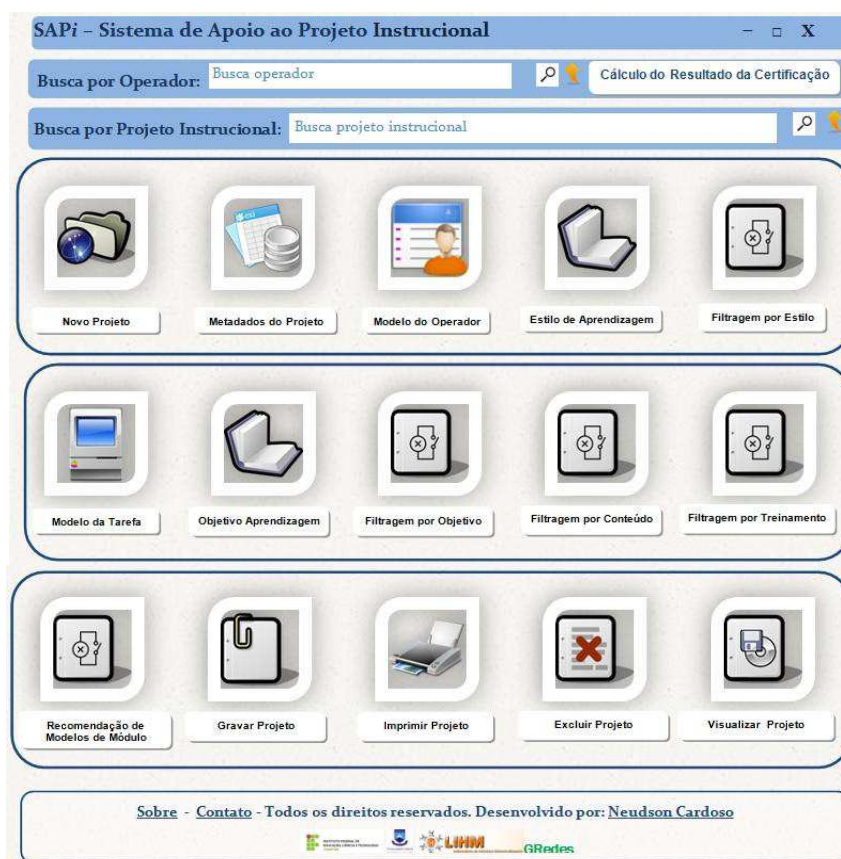 SAPi – Sistema de Apoio ao Projeto Instrucional – □ X
Busca por Operador: Busca operador Cálculo do Resultado da Certificação
Busca por Projeto Instrucional: Busca projeto instrucional
Novo Projeto Metadados do Projeto Modelo do Operador Estilo de Aprendizagem Filtragem por Estilo
Modelo da Tarefa Objetivo Aprendizagem Filtragem por Objetivo Filtragem por Conteúdo Filtragem por Treinamento
Recomendação de
Modelos de Módulo
Gravar Projeto Imprimir Projeto Excluir Projeto Visualizar Projeto
Sobre - Contato - Todos os direitos reservados. Desenvolvido por: Neudson Cardoso
LIHM GRedes